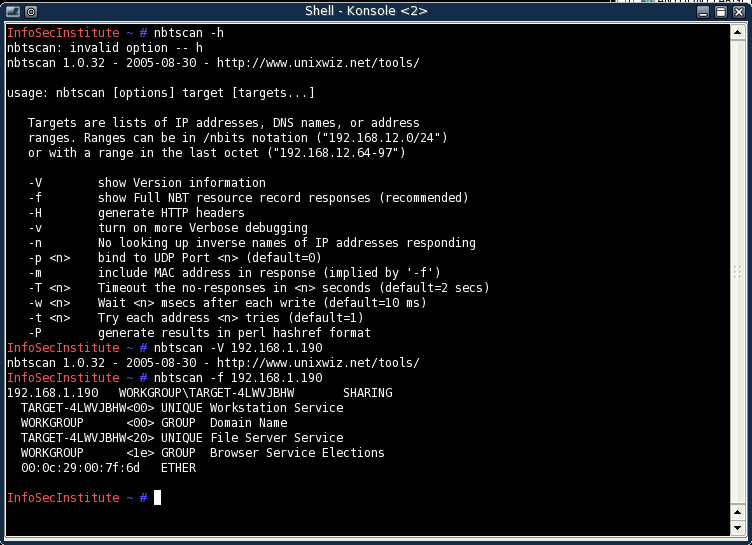 Shell - Konsole <2>
InfoSecInstitute ~ # nbtscan -h
nbtscan: invalid option -- h
nbtscan 1.0.32 - 2005-08-30 - http://www.unixwiz.net/tools/

usage: nbtscan [options] target [targets...]

   Targets are lists of IP addresses, DNS names, or address
   ranges. Ranges can be in /nbits notation ("192.168.12.0/24")
   or with a range in the last octet ("192.168.12.64-97")

   -V        show Version information
   -f        show Full NBT resource record responses (recommended)
   -H        generate HTTP headers
   -v        turn on more Verbose debugging
   -n        No looking up inverse names of IP addresses responding
   -p <n>    bind to UDP Port <n> (default=0)
   -m        include MAC address in response (implied by '-f')
   -T <n>    Timeout the no-responses in <n> seconds (default=2 secs)
   -w <n>    Wait <n> msecs after each write (default=10 ms)
   -t <n>    Try each address <n> tries (default=1)
   -P        generate results in perl hashref format
InfoSecInstitute ~ # nbtscan -V 192.168.1.190
nbtscan 1.0.32 - 2005-08-30 - http://www.unixwiz.net/tools/
InfoSecInstitute ~ # nbtscan -f 192.168.1.190
192.168.1.190   WORKGROUP\TARGET-4LWVJBHW       SHARING
  TARGET-4LWVJBHW<00> UNIQUE Workstation Service
  WORKGROUP      <00> GROUP  Domain Name
  TARGET-4LWVJBHW<20> UNIQUE File Server Service
  WORKGROUP      <1e> GROUP  Browser Service Elections
  00:0c:29:00:7f:6d   ETHER

InfoSecInstitute ~ #